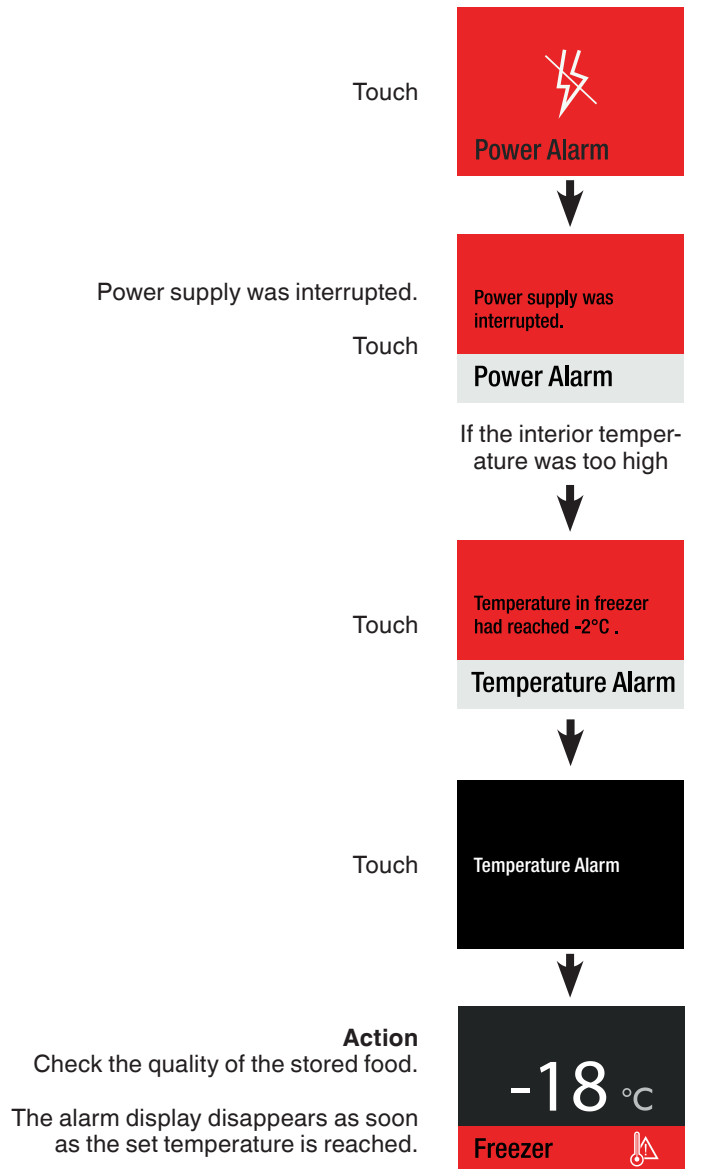 Touch
Power Alarm
Power supply was interrupted.
Touch
Power supply was
interrupted.
Power Alarm
If the interior temper-
ature was too high
Touch
Temperature in freezer
had reached -2°C .
Temperature Alarm
Touch
Temperature Alarm
Action
Check the quality of the stored food.
The alarm display disappears as soon
as the set temperature is reached.
-18 °C
Freezer